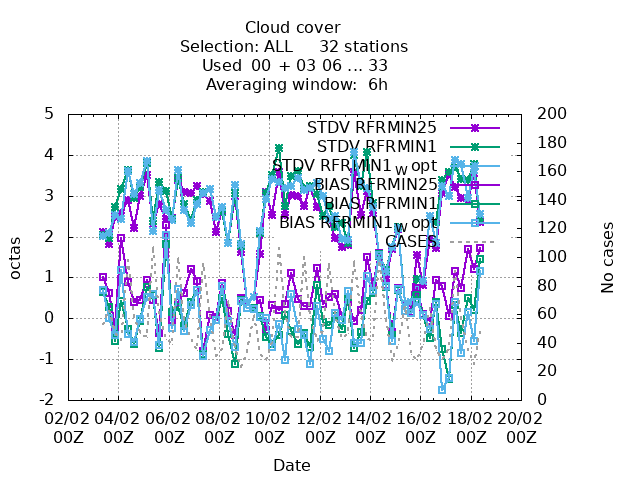 Cloud cover
Selection: ALL 32 stations
Used 00 + 03 06 ... 33
Averaging window: 6h
5 200
STDV RFRMIN25
180
STDV RFRMIN1
4 160
STDV RFRMIN1_w opt
BIAS RFRMIN25
3 140
BIAS RFRMIN1
BIAS RFRMIN1_w opt
120
2 CASES
100
1
80
0 60
40
-1
20
-2 0
octas
No cases
02/02 04/02 06/02 08/02 10/02 12/02 14/02 16/02 18/02 20/02
00Z 00Z 00Z 00Z 00Z 00Z 00Z 00Z 00Z 00Z
Date